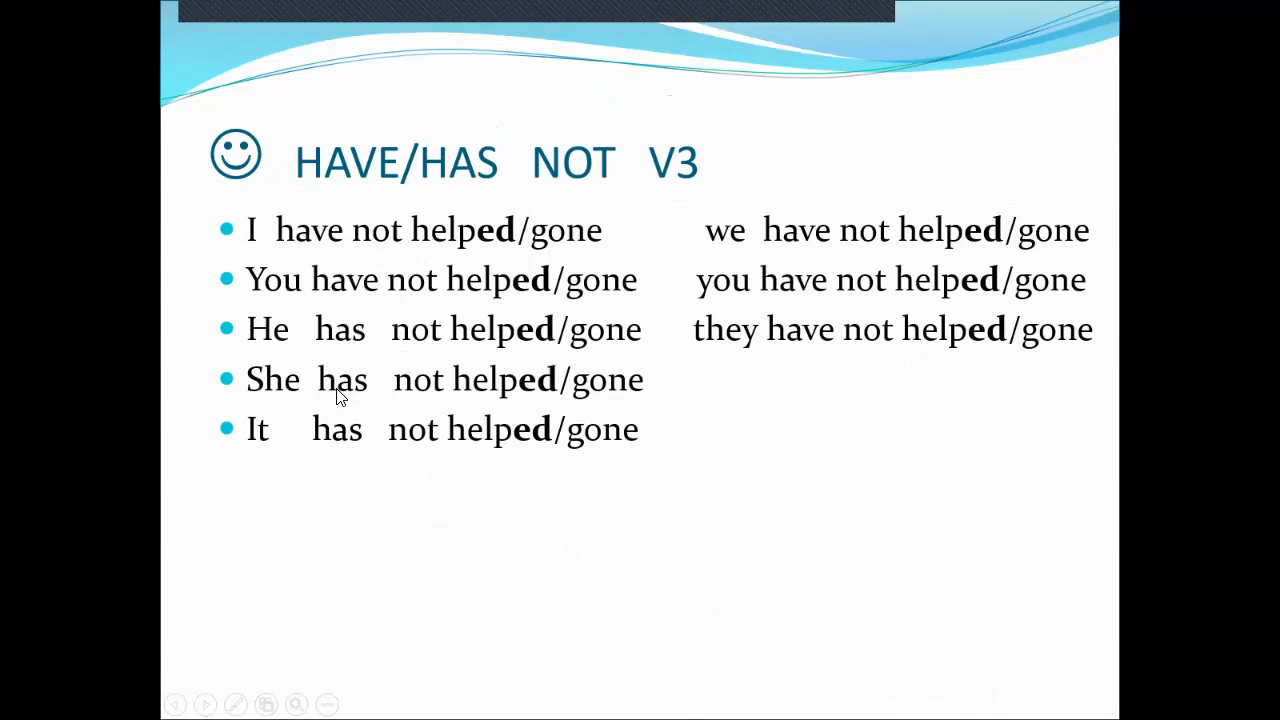 ☺ HAVE/HAS NOT V3
• I have not helped/gone we have not helped/gone
• You have not helped/gone you have not helped/gone
• He has not helped/gone they have not helped/gone
• She has not helped/gone
• It has not helped/gone